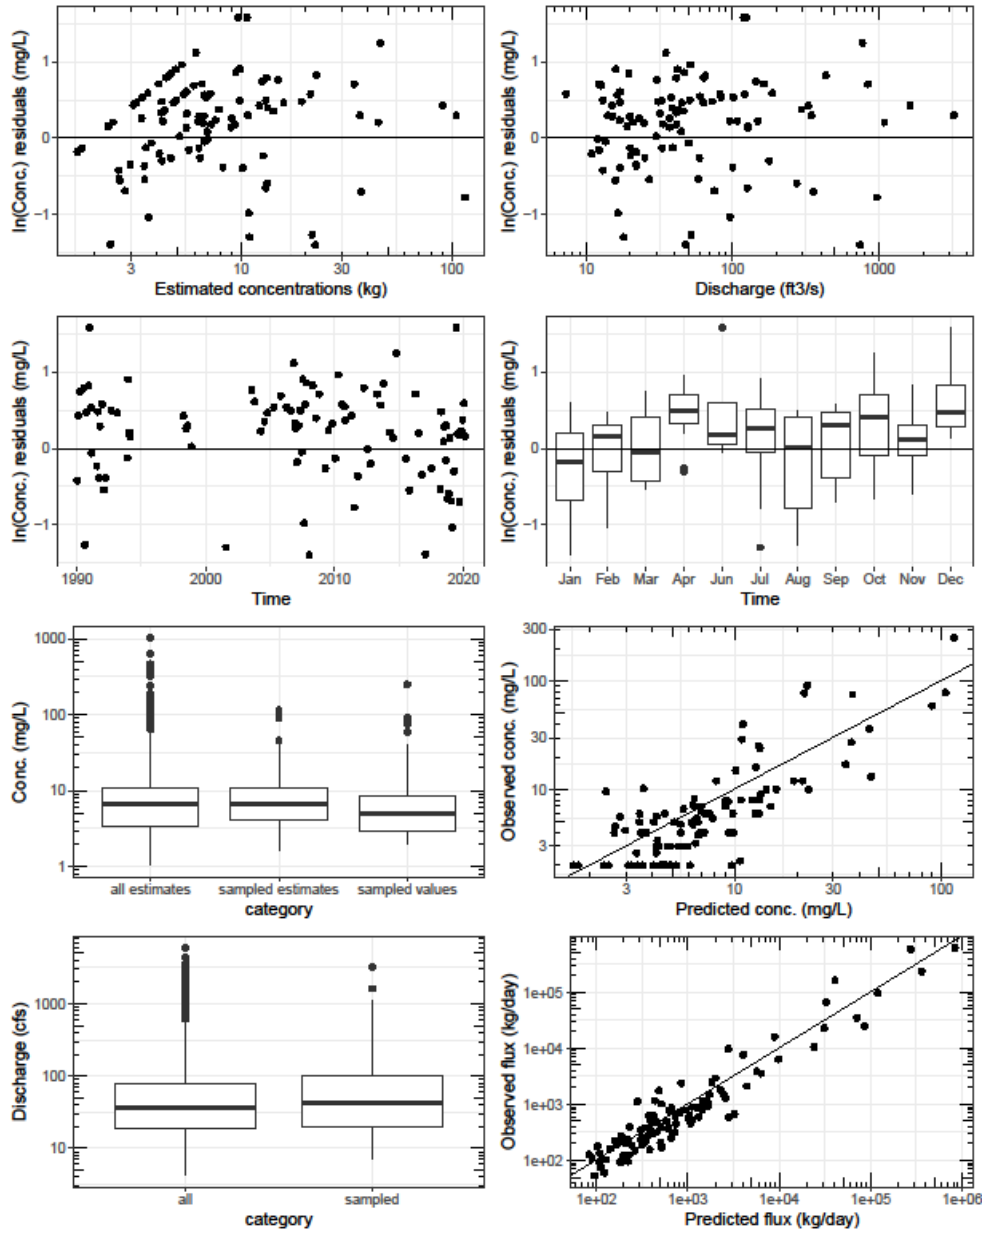 ln(Conc.) residuals (mg/L)
1
0
−1
3
10
30
100
Estimated concentrations (kg)
ln(Conc.) residuals (mg/L)
1
0
−1
10
100
1000
Discharge (ft3/s)
ln(Conc.) residuals (mg/L)
1
0
−1
1990
2000
2010
2020
Time
ln(Conc.) residuals (mg/L)
1
0
−1
Jan Feb Mar Apr Jun Jul Aug Sep Oct Nov Dec
Time
Conc. (mg/L)
1000
100
10
1
all estimates
sampled estimates
sampled values
category
Observed conc. (mg/L)
300
100
30
10
3
3
10
30
100
Predicted conc. (mg/L)
Discharge (cfs)
1000
100
10
all
sampled
category
Observed flux (kg/day)
1e+05
1e+04
1e+03
1e+02
1e+02
1e+03
1e+04
1e+05
1e+06
Predicted flux (kg/day)